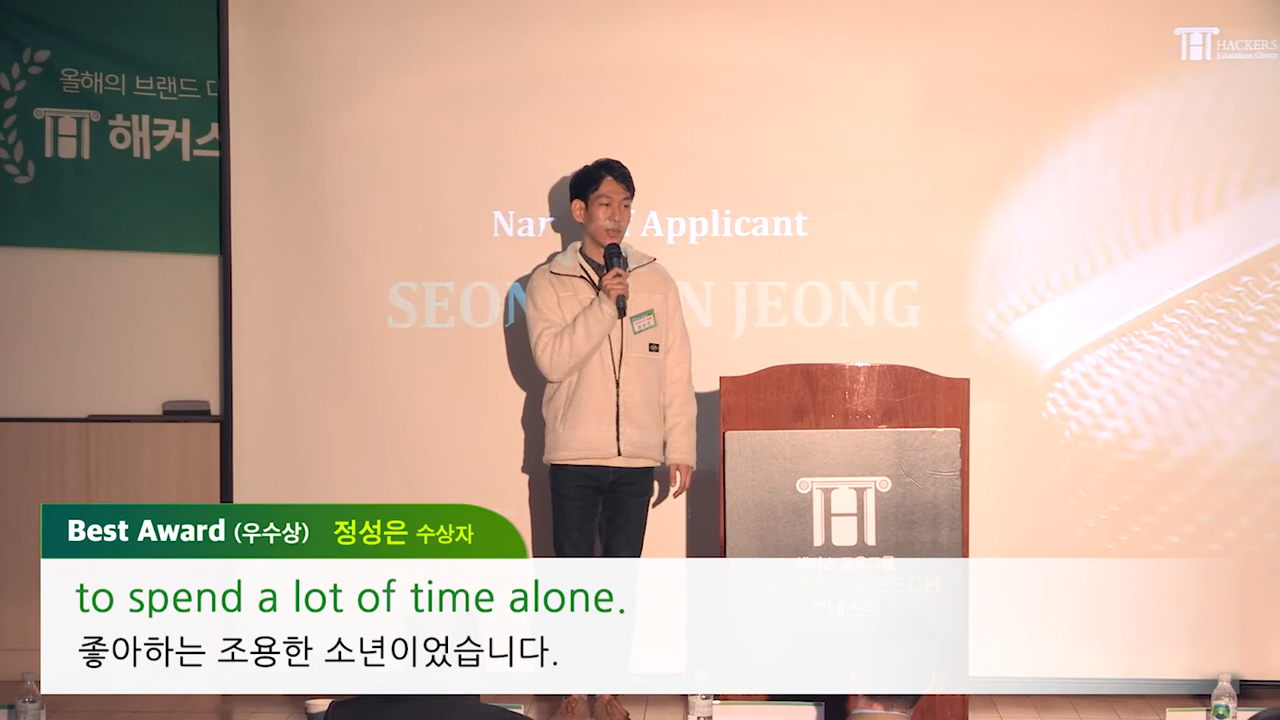 올해의 브랜드
해커스
HACKERS
Education Group
Applicant
JEONG
Best Award (우수상) 정성은 수상자
to spend a lot of time alone.
좋아하는 조용한 소년이었습니다.